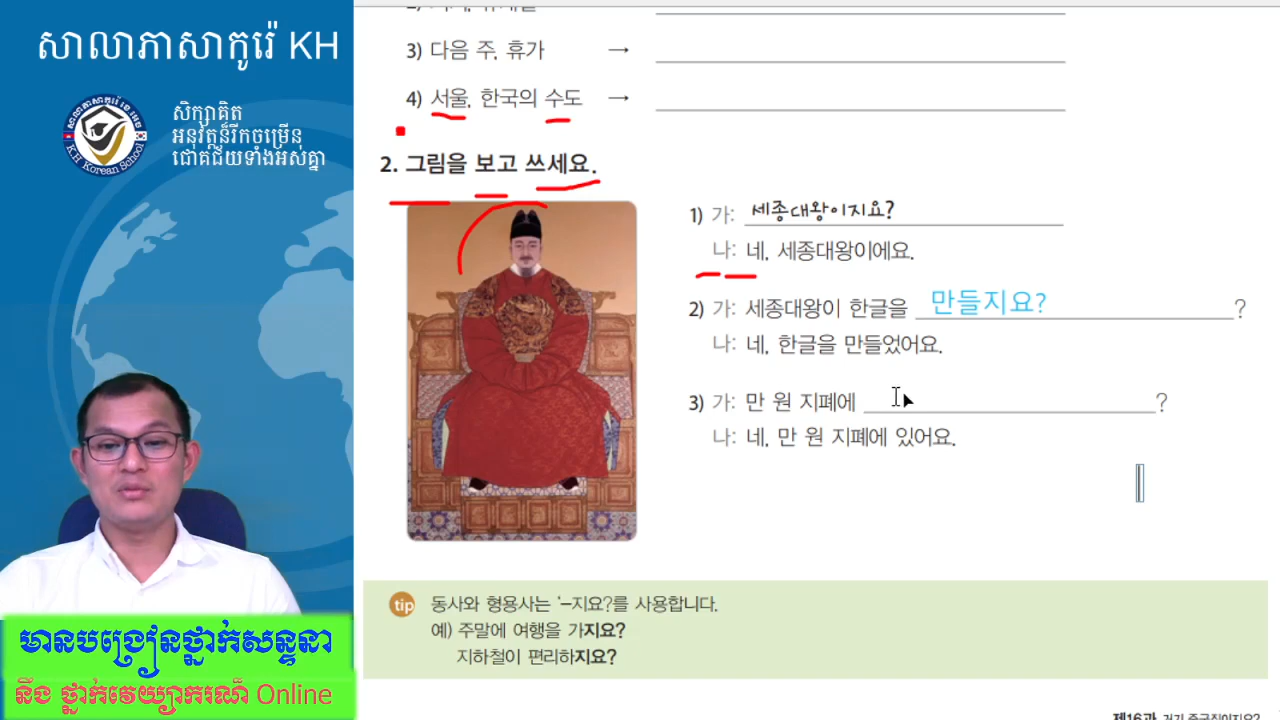 សាលាភាសាកូរ៉េ KH
សិក្សាគិត
អនុវត្តន៏រីកចម្រើន
ជោគជ័យទាំងអស់គ្នា
K.H Korean School
មានបង្រៀនថ្នាក់សន្ទនា
នឹង ថ្នាក់វេយ្យាករណ៏ Online
3) 다음 주, 휴가 →
4) 서울, 한국의 수도 →
2. 그림을 보고 쓰세요.
1) 가: 세종대왕이지요?
나: 네, 세종대왕이에요.
2) 가: 세종대왕이 한글을 만들지요? ?
나: 네, 한글을 만들었어요.
3) 가: 만 원 지폐에 ?
나: 네, 만 원 지폐에 있어요.
tip 동사와 형용사는 '–지요?를 사용합니다.
예) 주말에 여행을 가지요?
지하철이 편리하지요?